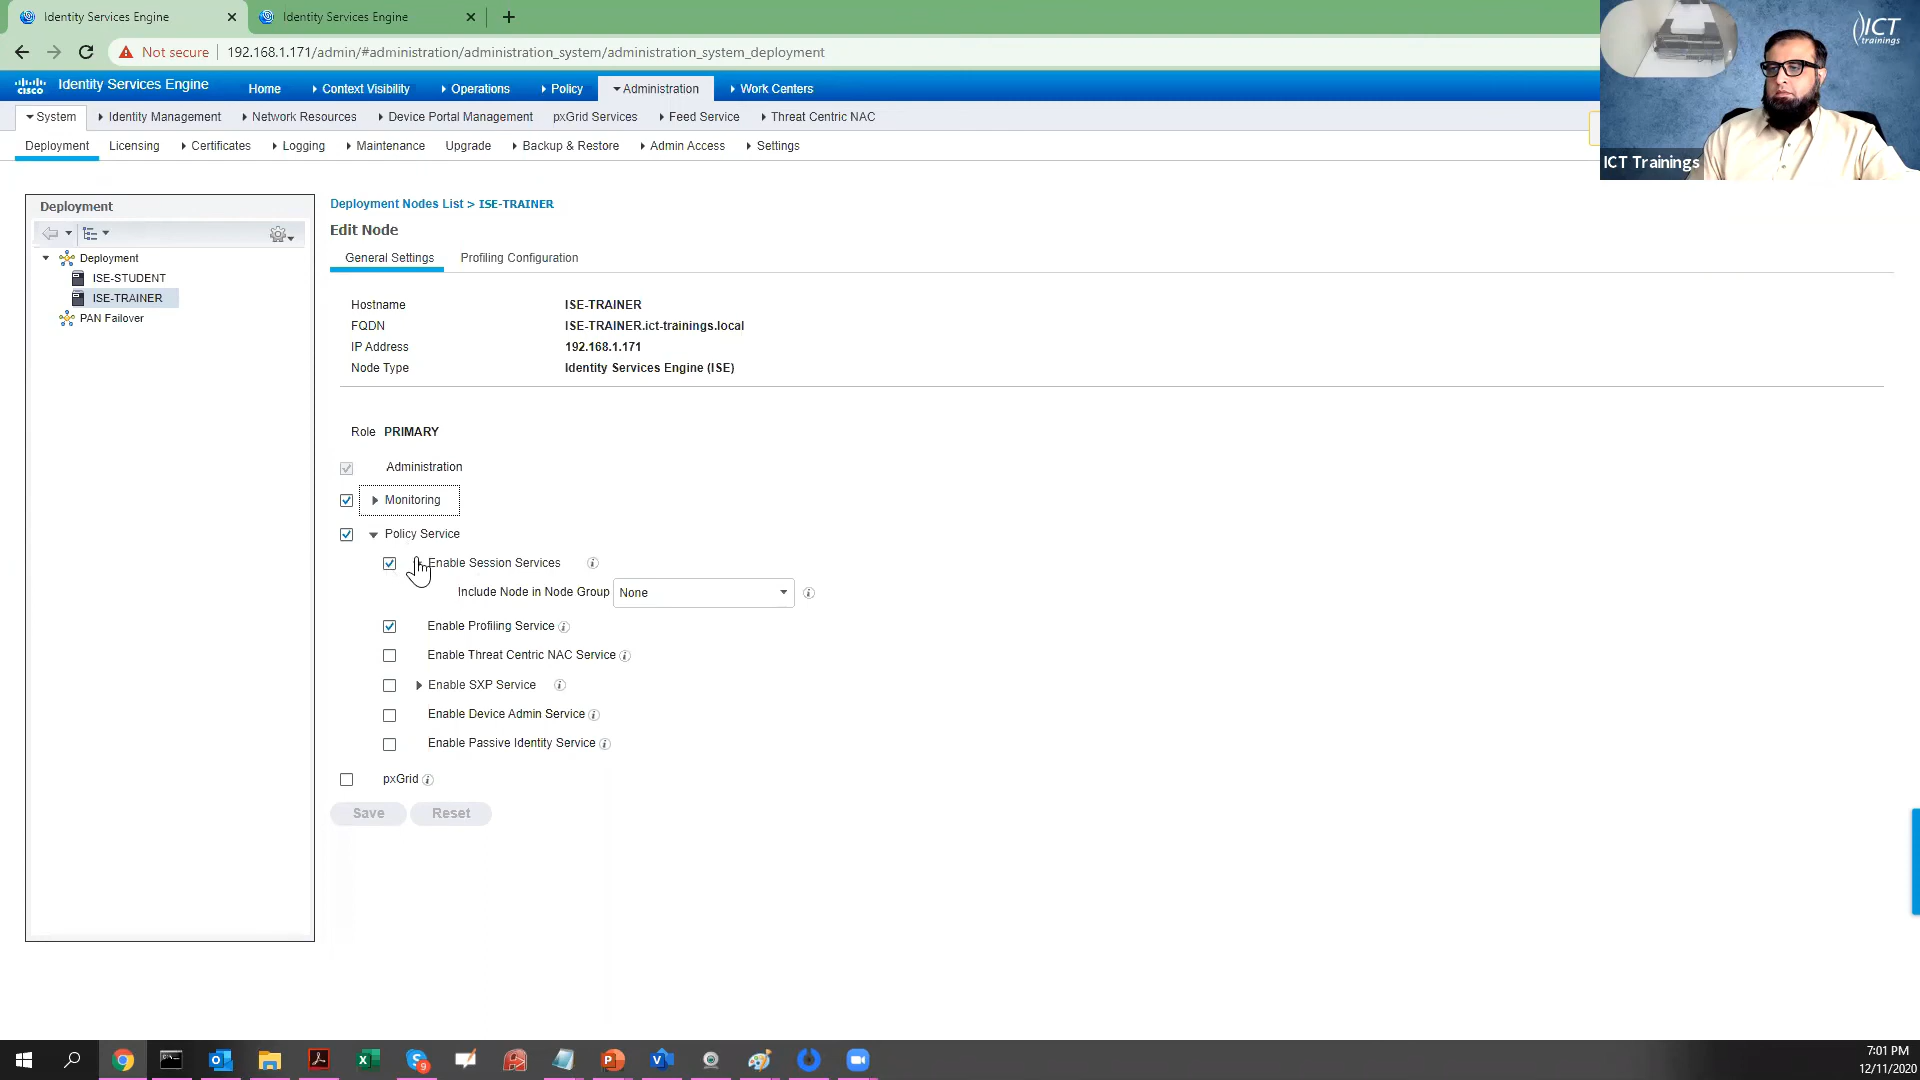 Identity Services Engine
Identity Services Engine
Not secure
192.168.1.171/admin/#administration/administration_system/administration_system_deployment
ICT
trainings
ICT Trainings
cisco
Identity Services Engine
Home
Context Visibility
Operations
Policy
Administration
Work Centers
System
Identity Management
Network Resources
Device Portal Management
pxGrid Services
Feed Service
Threat Centric NAC
Deployment
Licensing
Certificates
Logging
Maintenance
Upgrade
Backup & Restore
Admin Access
Settings
Deployment
Deployment
ISE-STUDENT
ISE-TRAINER
PAN Failover
Deployment Nodes List > ISE-TRAINER
Edit Node
General Settings
Profiling Configuration
Hostname ISE-TRAINER
FQDN ISE-TRAINER.ict-trainings.local
IP Address 192.168.1.171
Node Type Identity Services Engine (ISE)
Role PRIMARY
Administration
Monitoring
Policy Service
Enable Session Services
Include Node in Node Group None
Enable Profiling Service
Enable Threat Centric NAC Service
Enable SXP Service
Enable Device Admin Service
Enable Passive Identity Service
pxGrid
Save
Reset
7:01 PM
12/11/2020